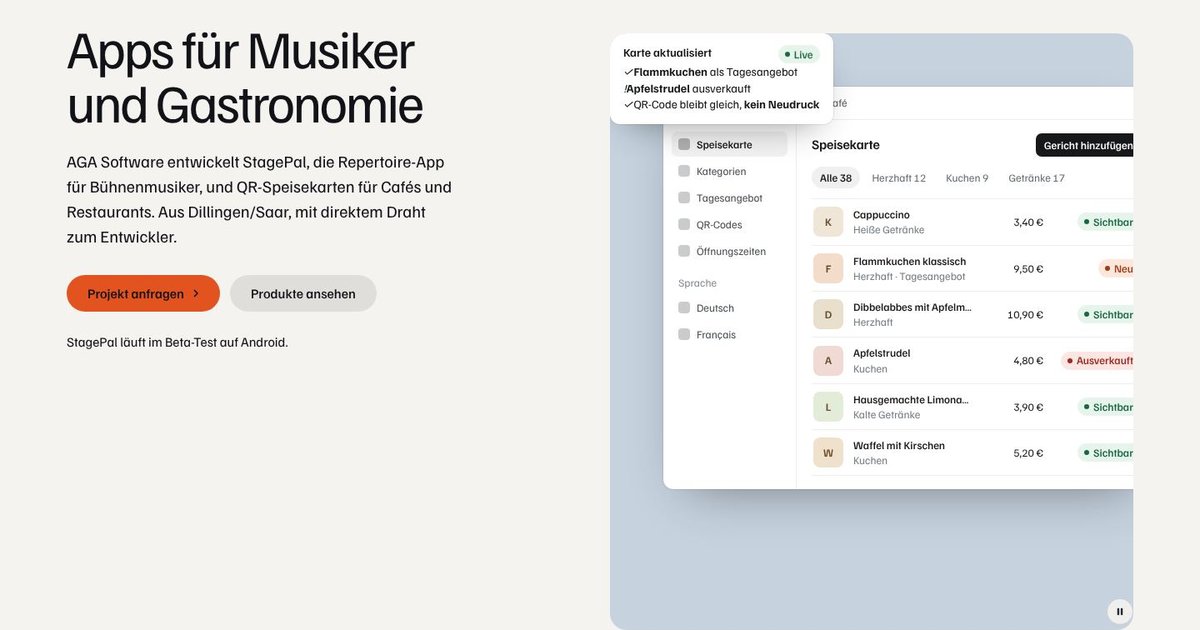 Apps für Musiker
und Gastronomie
AGA Software entwickelt StagePal, die Repertoire-App
für Bühnenmusiker, und QR-Speisekarten für Cafés und
Restaurants. Aus Dillingen/Saar, mit direktem Draht
zum Entwickler.
Projekt anfragen
Produkte ansehen
StagePal läuft im Beta-Test auf Android.
Karte aktualisiert
Live
✓Flammkuchen als Tagesangebot
!Apfelstrudel ausverkauft
✓QR-Code bleibt gleich, kein Neudruck
afé
Speisekarte
Kategorien
Tagesangebot
QR-Codes
Öffnungszeiten
Sprache
Deutsch
Français
Speisekarte
Gericht hinzufügen
Alle 38 Herzhaft 12 Kuchen 9 Getränke 17
K Cappuccino 3,40 € Sichtbar
Heiße Getränke
F Flammkuchen klassisch 9,50 € Neu
Herzhaft · Tagesangebot
D Dibbelabbes mit Apfelm... 10,90 € Sichtbar
Herzhaft
A Apfelstrudel 4,80 € Ausverkauft
Kuchen
L Hausgemachte Limona... 3,90 € Sichtbar
Kalte Getränke
W Waffel mit Kirschen 5,20 € Sichtbar
Kuchen